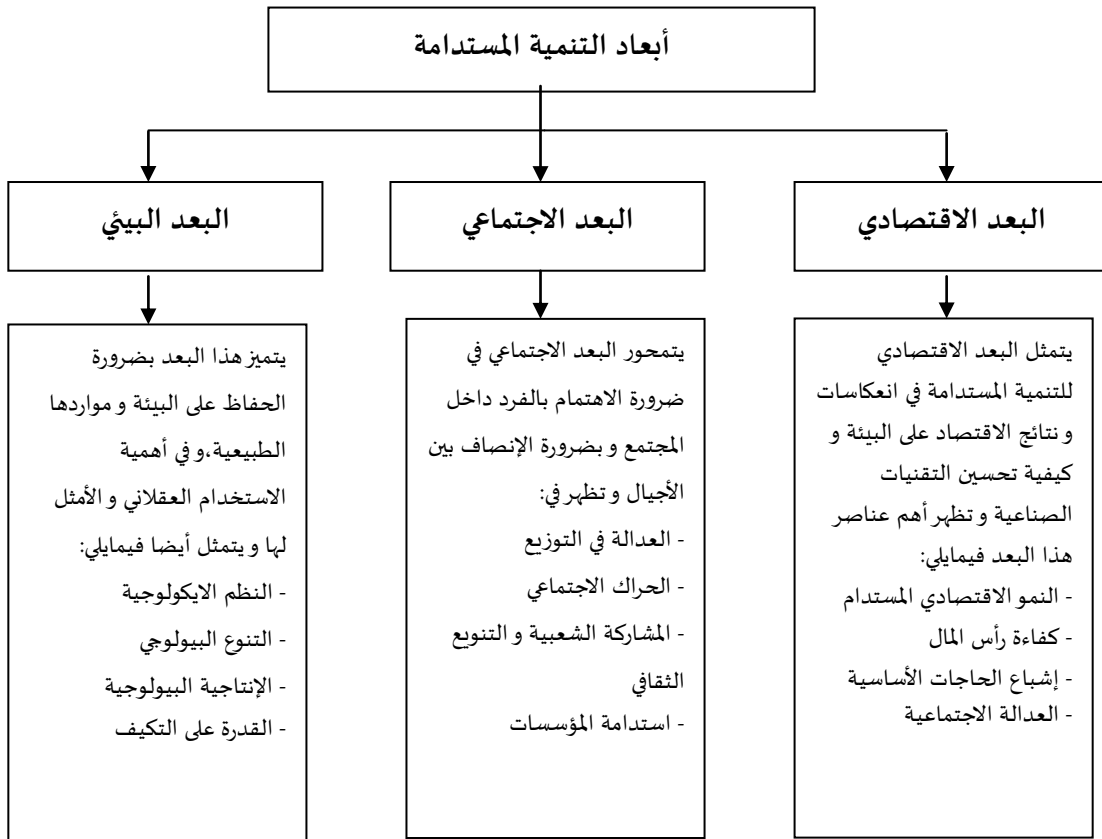 أبعاد التنمية المستدامة
البعد الاقتصادي
البعد الاجتماعي
البعد البيئي
يتمثل البعد الاقتصادي
للتنمية المستدامة في انعكاسات
و نتائج الاقتصاد على البيئة و
كيفية تحسين التقنيات
الصناعية و تظهر أهم عناصر
هذا البعد فيمايلي:
- النمو الاقتصادي المستدام
- كفاءة رأس المال
- إشباع الحاجات الأساسية
- العدالة الاجتماعية
يتمحور البعد الاجتماعي في
ضرورة الاهتمام بالفرد داخل
المجتمع و بضرورة الإنصاف بين
الأجيال و تظهر في:
- العدالة في التوزيع
- الحراك الاجتماعي
- المشاركة الشعبية و التنويع
الثقافي
- استدامة المؤسسات
يتميز هذا البعد بضرورة
الحفاظ على البيئة و مواردها
الطبيعية،و في أهمية
الاستخدام العقلاني و الأمثل
لها و يتمثل أيضا فيمايلي:
- النظم الايكولوجية
- التنوع البيولوجي
- الإنتاجية البيولوجية
- القدرة على التكيف